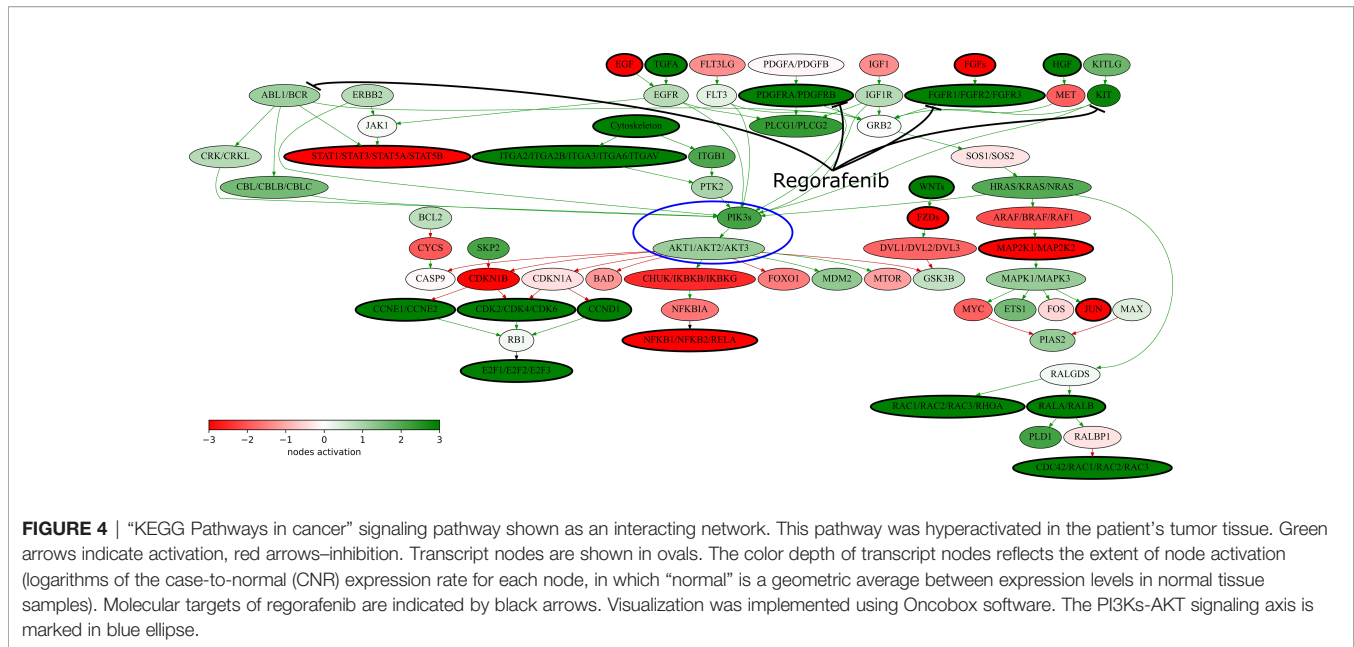 EGF TGFA FLT3LG PDGFA/PDGFB IGF1 FGFs HGF KITLG
ABL1/BCR ERBB2 EGFR FLT3 PDGFRA/PDGFRB IGF1R FGFR1/FGFR2/FGFR3 MET KIT
JAK1 Cytoskeleton PLCG1/PLCG2 GRB2
CRK/CRKL STAT1/STAT3/STAT5A/STAT5B ITGA2/ITGA2B/ITGA3/ITGA6/ITGAV ITGB1 SOS1/SOS2
Regorafenib
CBL/CBLB/CBLC PTK2 WNTs HRAS/KRAS/NRAS
BCL2 PIK3s FZDs ARAF/BRAF/RAF1
CYCS SKP2 AKT1/AKT2/AKT3 DVL1/DVL2/DVL3 MAP2K1/MAP2K2
CASP9 CDKN1B CDKN1A BAD CHUK/IKBKB/IKBKG FOXO1 MDM2 MTOR GSK3B MAPK1/MAPK3
CCNE1/CCNE2 CDK2/CDK4/CDK6 CCND1 NFKBIA MYC ETS1 FOS JUN MAX
RB1 NFKB1/NFKB2/RELA PIAS2
E2F1/E2F2/E2F3 RALGDS
RAC1/RAC2/RAC3/RHOA RALA/RALB
PLD1 RALBP1
CDC42/RAC1/RAC2/RAC3
−3 −2 −1 0 1 2 3
nodes activation
FIGURE 4 | “KEGG Pathways in cancer” signaling pathway shown as an interacting network. This pathway was hyperactivated in the patient’s tumor tissue. Green
arrows indicate activation, red arrows–inhibition. Transcript nodes are shown in ovals. The color depth of transcript nodes reflects the extent of node activation
(logarithms of the case-to-normal (CNR) expression rate for each node, in which “normal” is a geometric average between expression levels in normal tissue
samples). Molecular targets of regorafenib are indicated by black arrows. Visualization was implemented using Oncobox software. The PI3Ks-AKT signaling axis is
marked in blue ellipse.